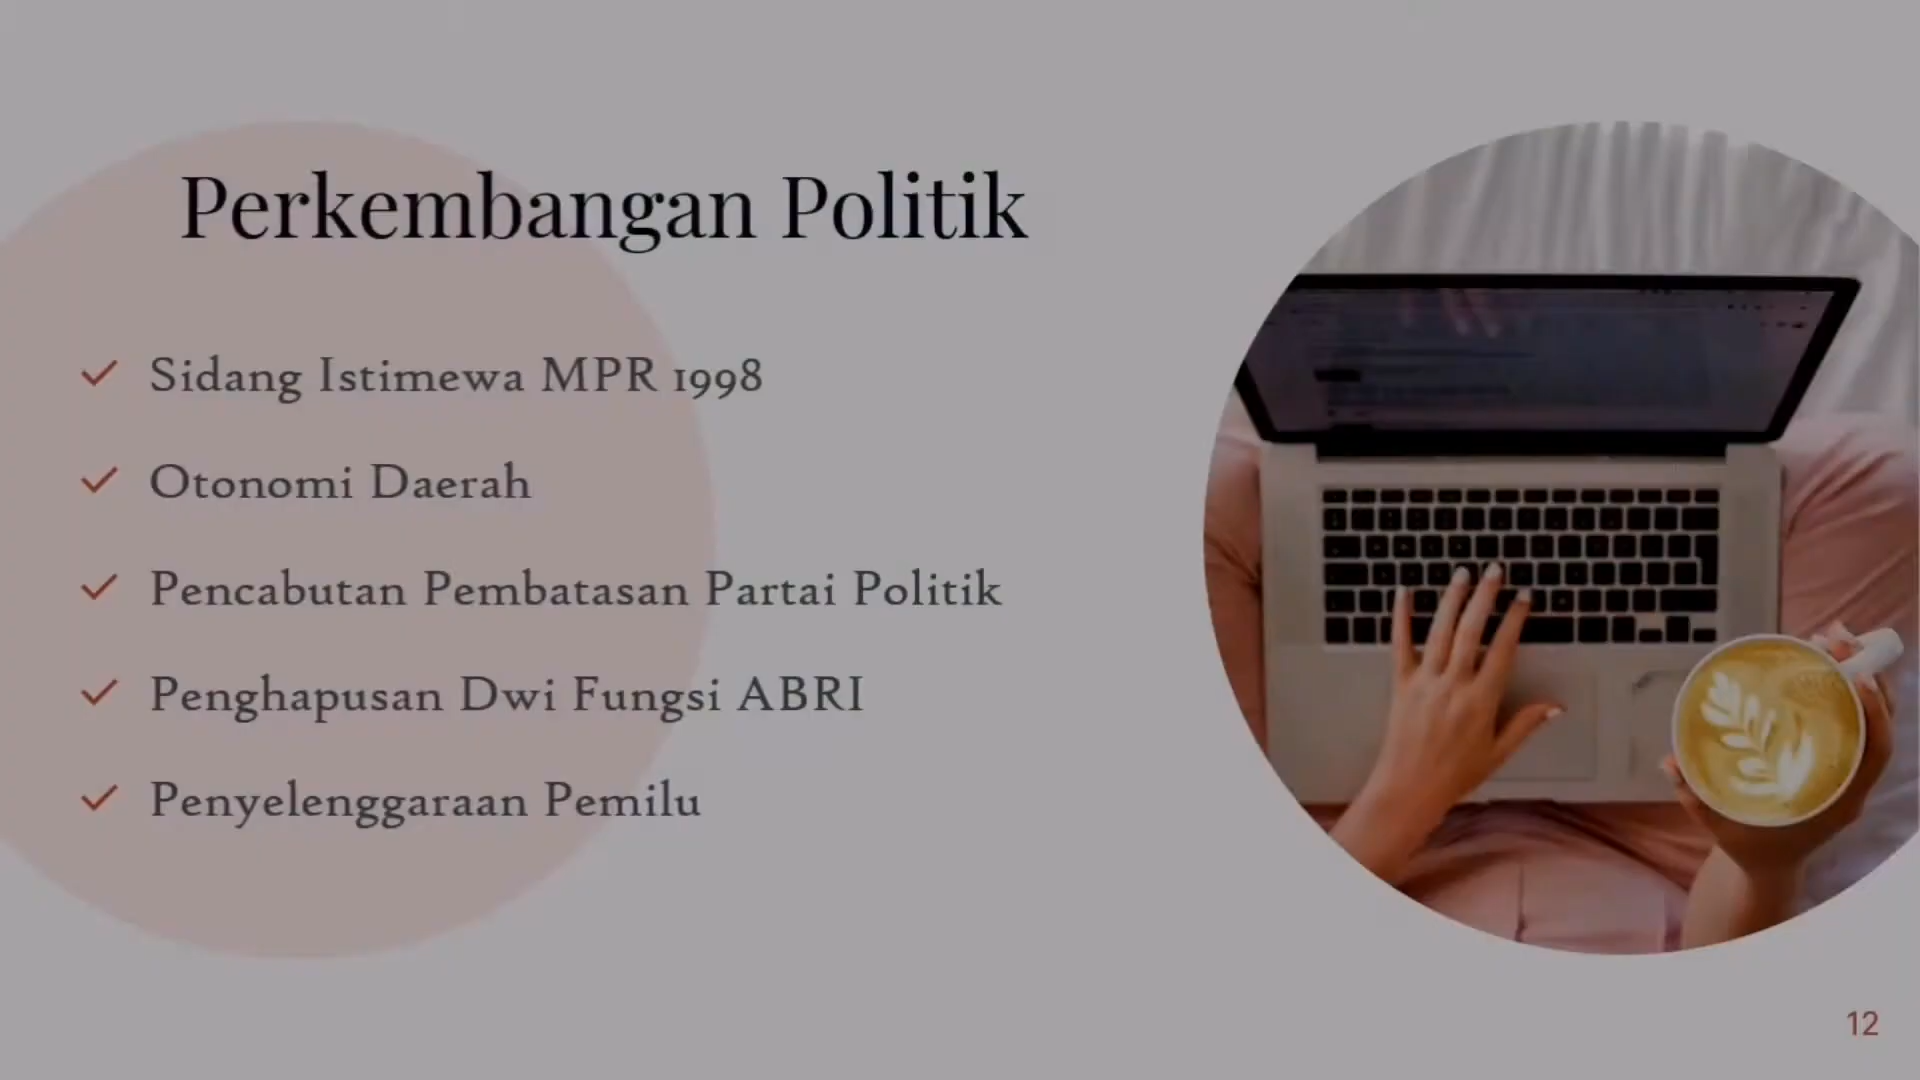 Perkembangan Politik
Sidang Istimewa MPR 1998
Otonomi Daerah
Pencabutan Pembatasan Partai Politik
Penghapusan Dwi Fungsi ABRI
Penyelenggaraan Pemilu
12